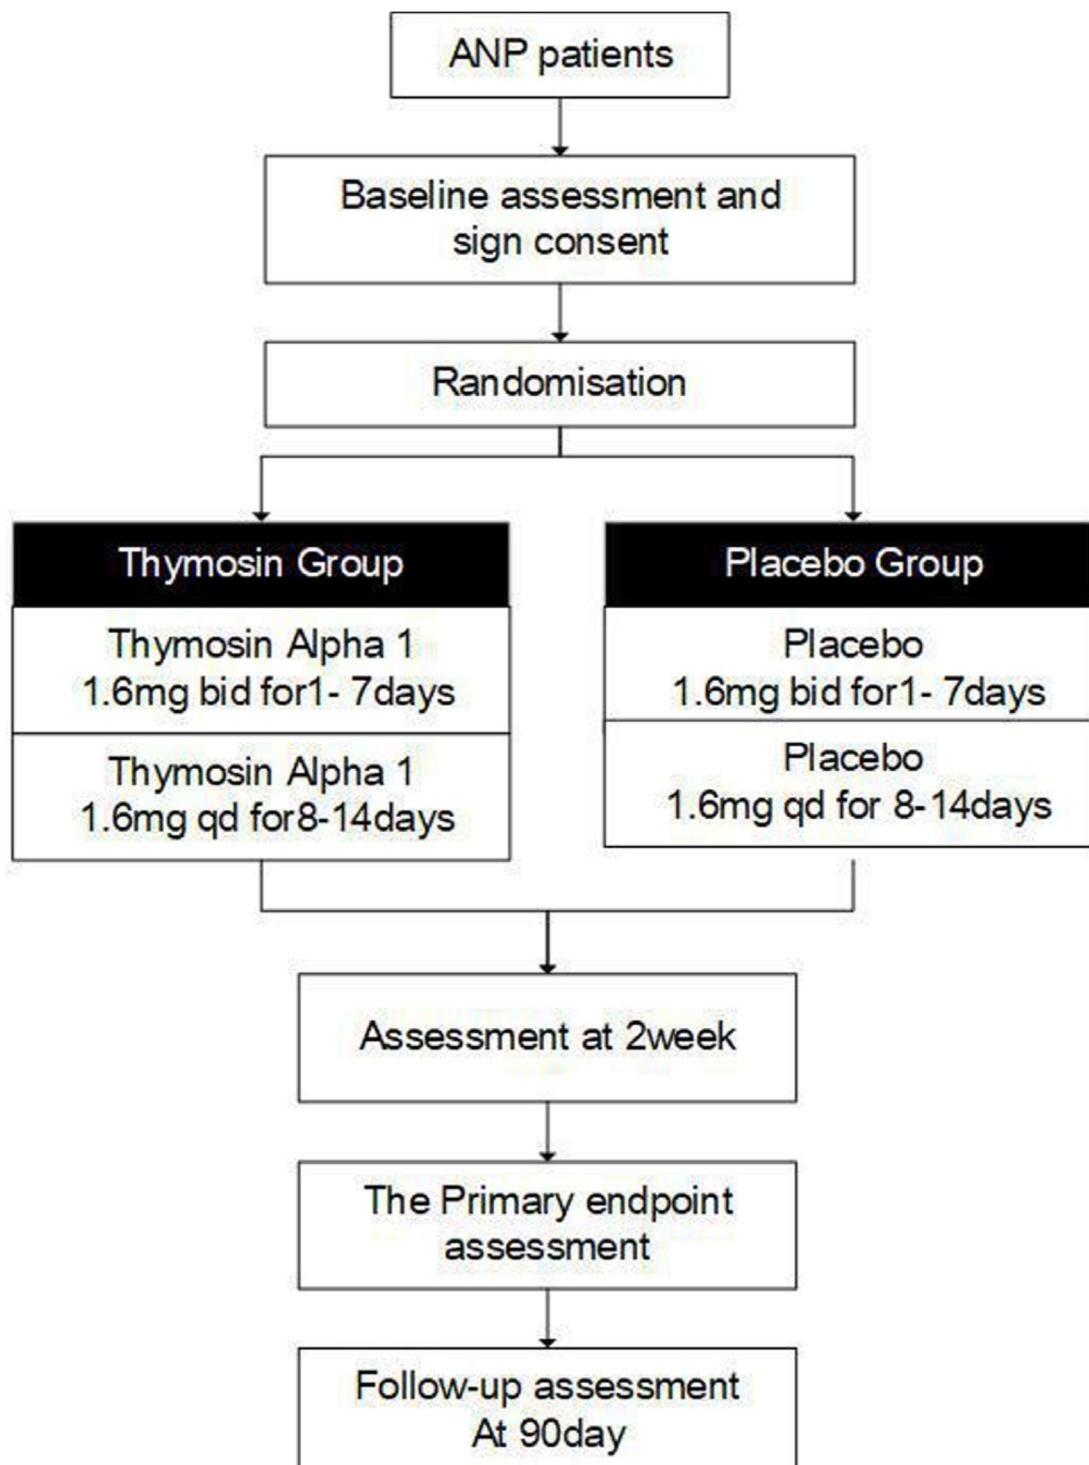 ANP patients
Baseline assessment and
sign consent
Randomisation
Thymosin Group
Thymosin Alpha 1
1.6mg bid for1- 7days
Thymosin Alpha 1
1.6mg qd for8-14days
Placebo Group
Placebo
1.6mg bid for1- 7days
Placebo
1.6mg qd for 8-14days
Assessment at 2week
The Primary endpoint
assessment
Follow-up assessment
At 90day